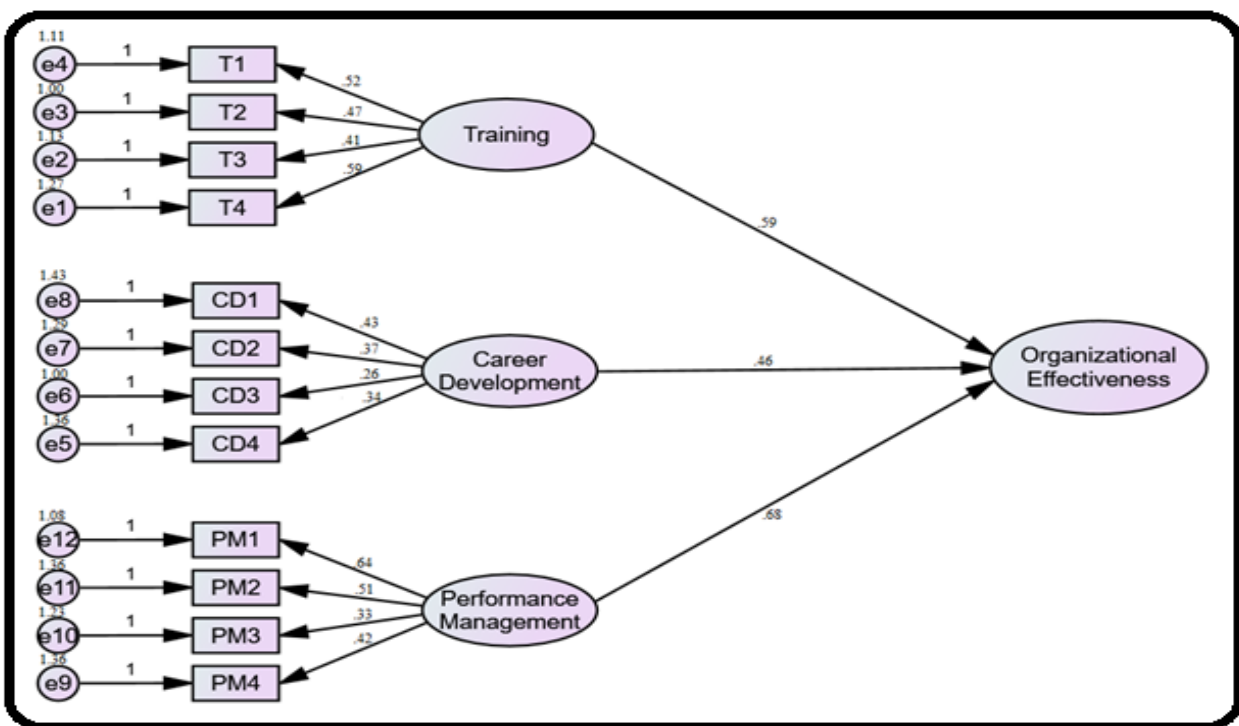 1.11
e4
1
T1
.52
1.00
e3
1
T2
.47
Training
1.13
e2
1
T3
.41
1.27
e1
1
T4
.59
.59
1.43
e8
1
CD1
.43
1.29
e7
1
CD2
.37
Career
Development
.46
Organizational
Effectiveness
1.00
e6
1
CD3
.26
1.36
e5
1
CD4
.34
1.08
e12
1
PM1
.64
.68
1.36
e11
1
PM2
.51
Performance
Management
1.23
e10
1
PM3
.33
1.36
e9
1
PM4
.42